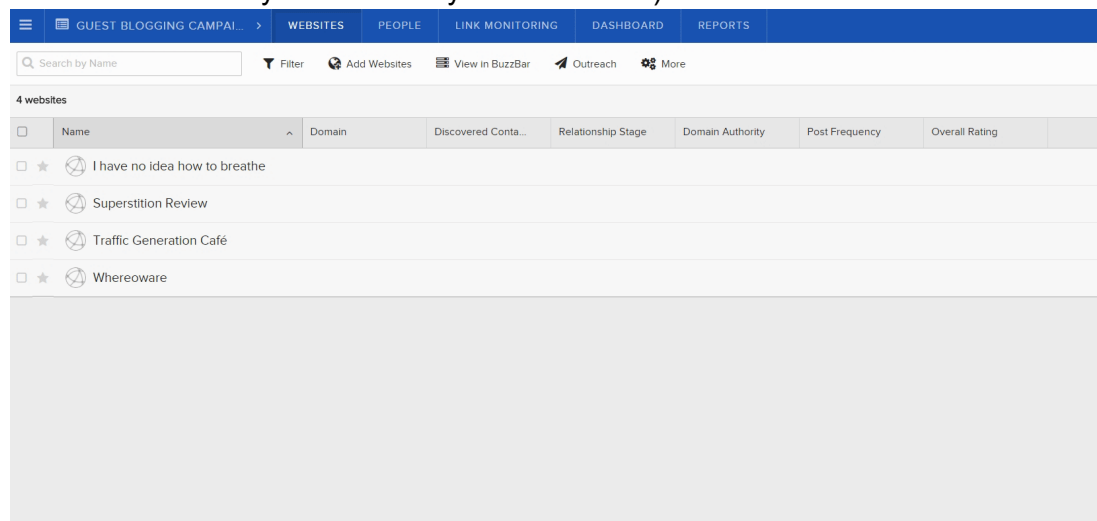 GUEST BLOGGING CAMPAI... > WEBSITES PEOPLE LINK MONITORING DASHBOARD REPORTS
Search by Name Filter Add Websites View in BuzzBar Outreach More
4 websites
Name Domain Discovered Conta... Relationship Stage Domain Authority Post Frequency Overall Rating
I have no idea how to breathe
Superstition Review
Traffic Generation Café
Whereoware